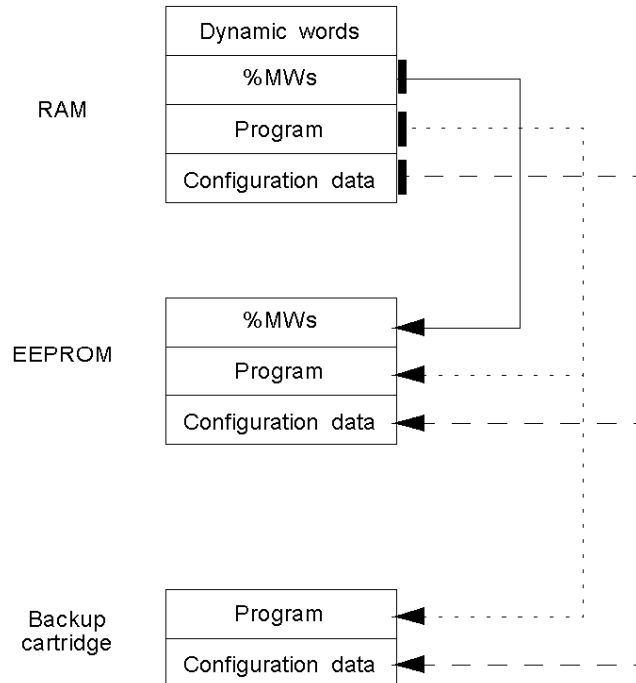 Dynamic words
%MWs
RAM
Program
Configuration data
%MWs
EEPROM
Program
Configuration data
Backup
cartridge
Program
Configuration data